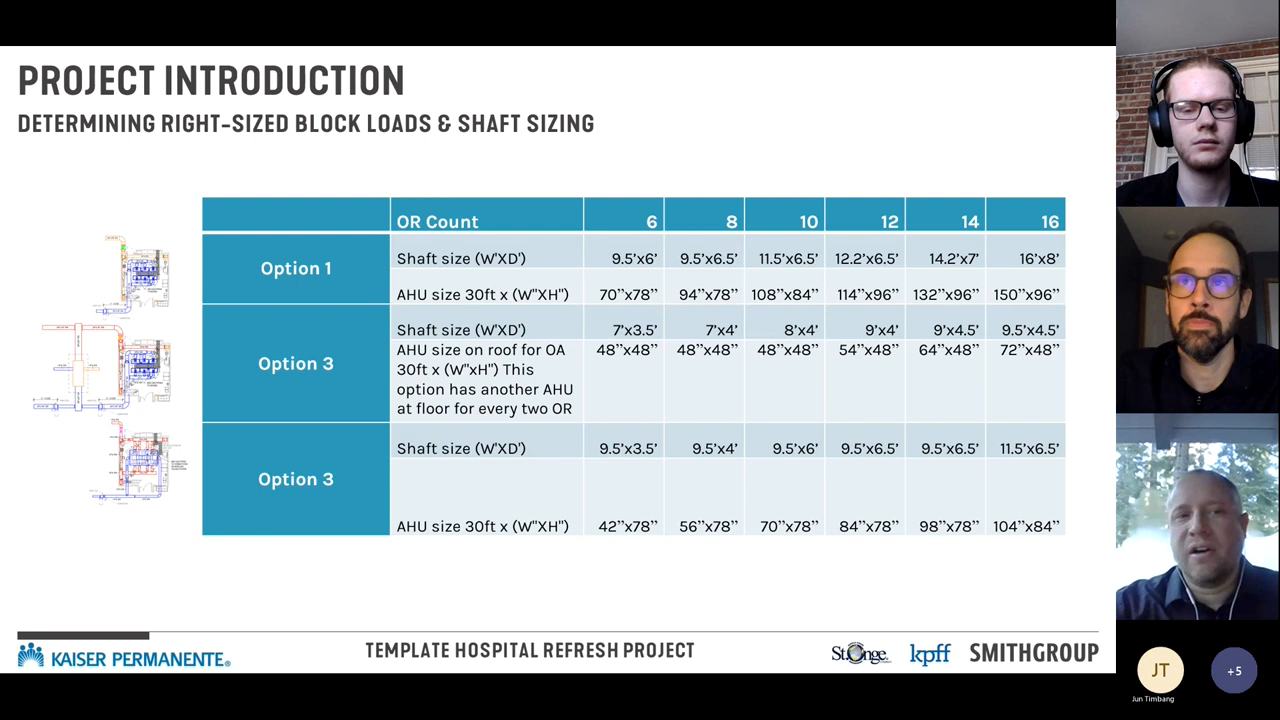 PROJECT INTRODUCTION
DETERMINING RIGHT-SIZED BLOCK LOADS & SHAFT SIZING
OR Count 6 8 10 12 14 16
Option 1
Shaft size (W'XD') 9.5'x6' 9.5'x6.5' 11.5'x6.5' 12.2'x6.5' 14.2'x7' 16'x8'
AHU size 30ft x (W"XH") 70”x78” 94”x78” 108”x84” 114”x96” 132”x96” 150”x96”
Option 3
Shaft size (W'XD') 7'x3.5' 7'x4' 8'x4' 9'x4' 9'x4.5' 9.5'x4.5'
AHU size on roof for OA 48”x48” 48”x48” 48”x48” 54”x48” 64”x48” 72”x48”
30ft x (W"xH") This
option has another AHU
at floor for every two OR
Option 3
Shaft size (W'XD') 9.5'x3.5' 9.5'x4' 9.5'x6' 9.5'x6.5' 9.5'x6.5' 11.5'x6.5'
AHU size 30ft x (W"XH") 42”x78” 56”x78” 70”x78” 84”x78” 98”x78” 104”x84”
KAISER PERMANENTE®
TEMPLATE HOSPITAL REFRESH PROJECT
St.Onge
kpff
SMITHGROUP
JT
+5
Jun Timbang